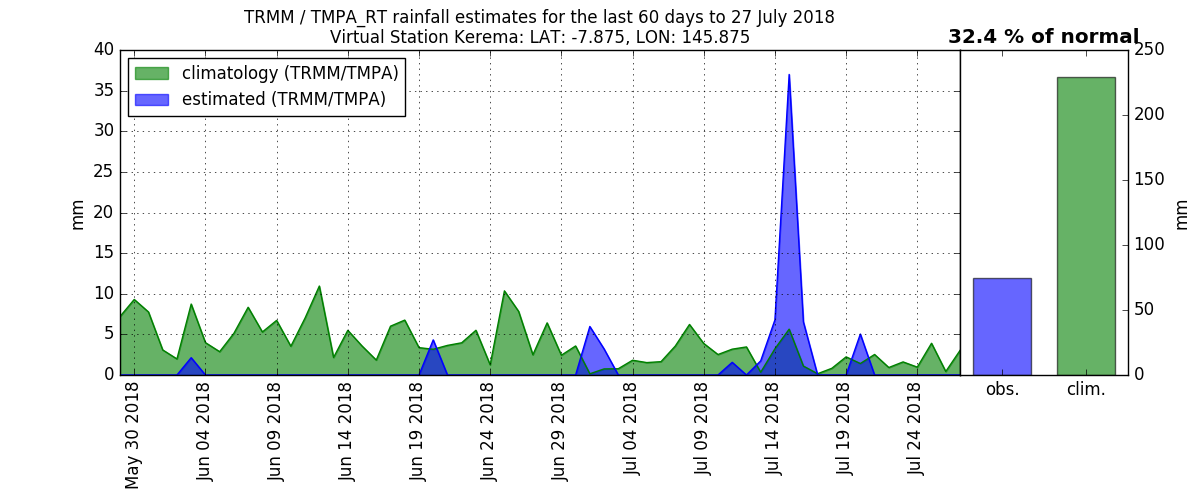 TRMM / TMPA_RT rainfall estimates for the last 60 days to 27 July 2018
Virtual Station Kerema: LAT: -7.875, LON: 145.875
32.4 % of normal
climatology (TRMM/TMPA)
estimated (TRMM/TMPA)
40
35
30
25
20
15
10
5
0
mm
May 30 2018
Jun 04 2018
Jun 09 2018
Jun 14 2018
Jun 19 2018
Jun 24 2018
Jun 29 2018
Jul 04 2018
Jul 09 2018
Jul 14 2018
Jul 19 2018
Jul 24 2018
250
200
150
100
50
0
mm
obs.
clim.